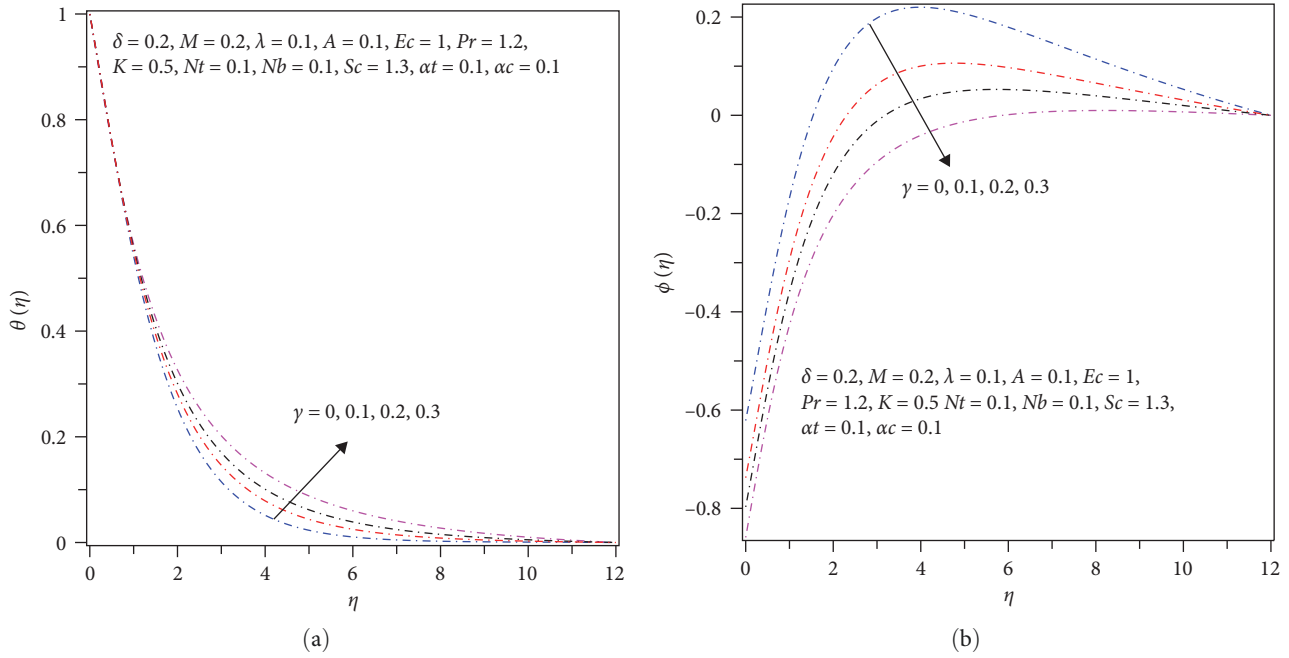 1
0.8
0.6
0.4
0.2
0
θ (η)
δ = 0.2, M = 0.2, λ = 0.1, A = 0.1, Ec = 1, Pr = 1.2,
K = 0.5, Nt = 0.1, Nb = 0.1, Sc = 1.3, αt = 0.1, αc = 0.1
γ = 0, 0.1, 0.2, 0.3
0 2 4 6 8 10 12
η
(a)
0.2
0
−0.2
−0.4
−0.6
−0.8
ϕ (η)
γ = 0, 0.1, 0.2, 0.3
δ = 0.2, M = 0.2, λ = 0.1, A = 0.1, Ec = 1,
Pr = 1.2, K = 0.5 Nt = 0.1, Nb = 0.1, Sc = 1.3,
αt = 0.1, αc = 0.1
0 2 4 6 8 10 12
η
(b)